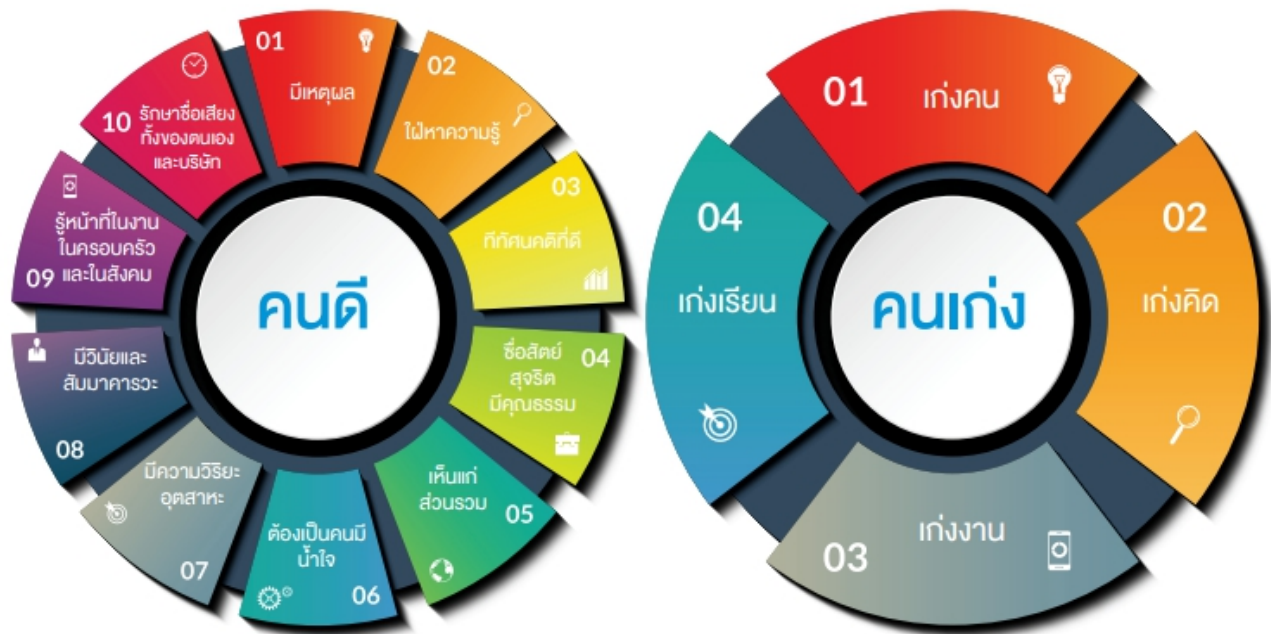 คนดี
01
มีเหตุผล
02
ใฝ่หาความรู้
03
ทีทัศนคติที่ดี
04
ซื่อสัตย์
สุจริต
มีคุณธรรม
05
เห็นแก่
ส่วนรวม
06
ต้องเป็นคนมี
น้ำใจ
07
มีความวิริยะ
อุตสาหะ
08
มีวินัยและ
สัมมาคารวะ
09
รู้หน้าที่ในงาน
ในครอบครัว
และในสังคม
10
รักษาชื่อเสียง
ทั้งของตนเอง
และบริษัท
คนเก่ง
01
เก่งคน
02
เก่งคิด
03
เก่งงาน
04
เก่งเรียน